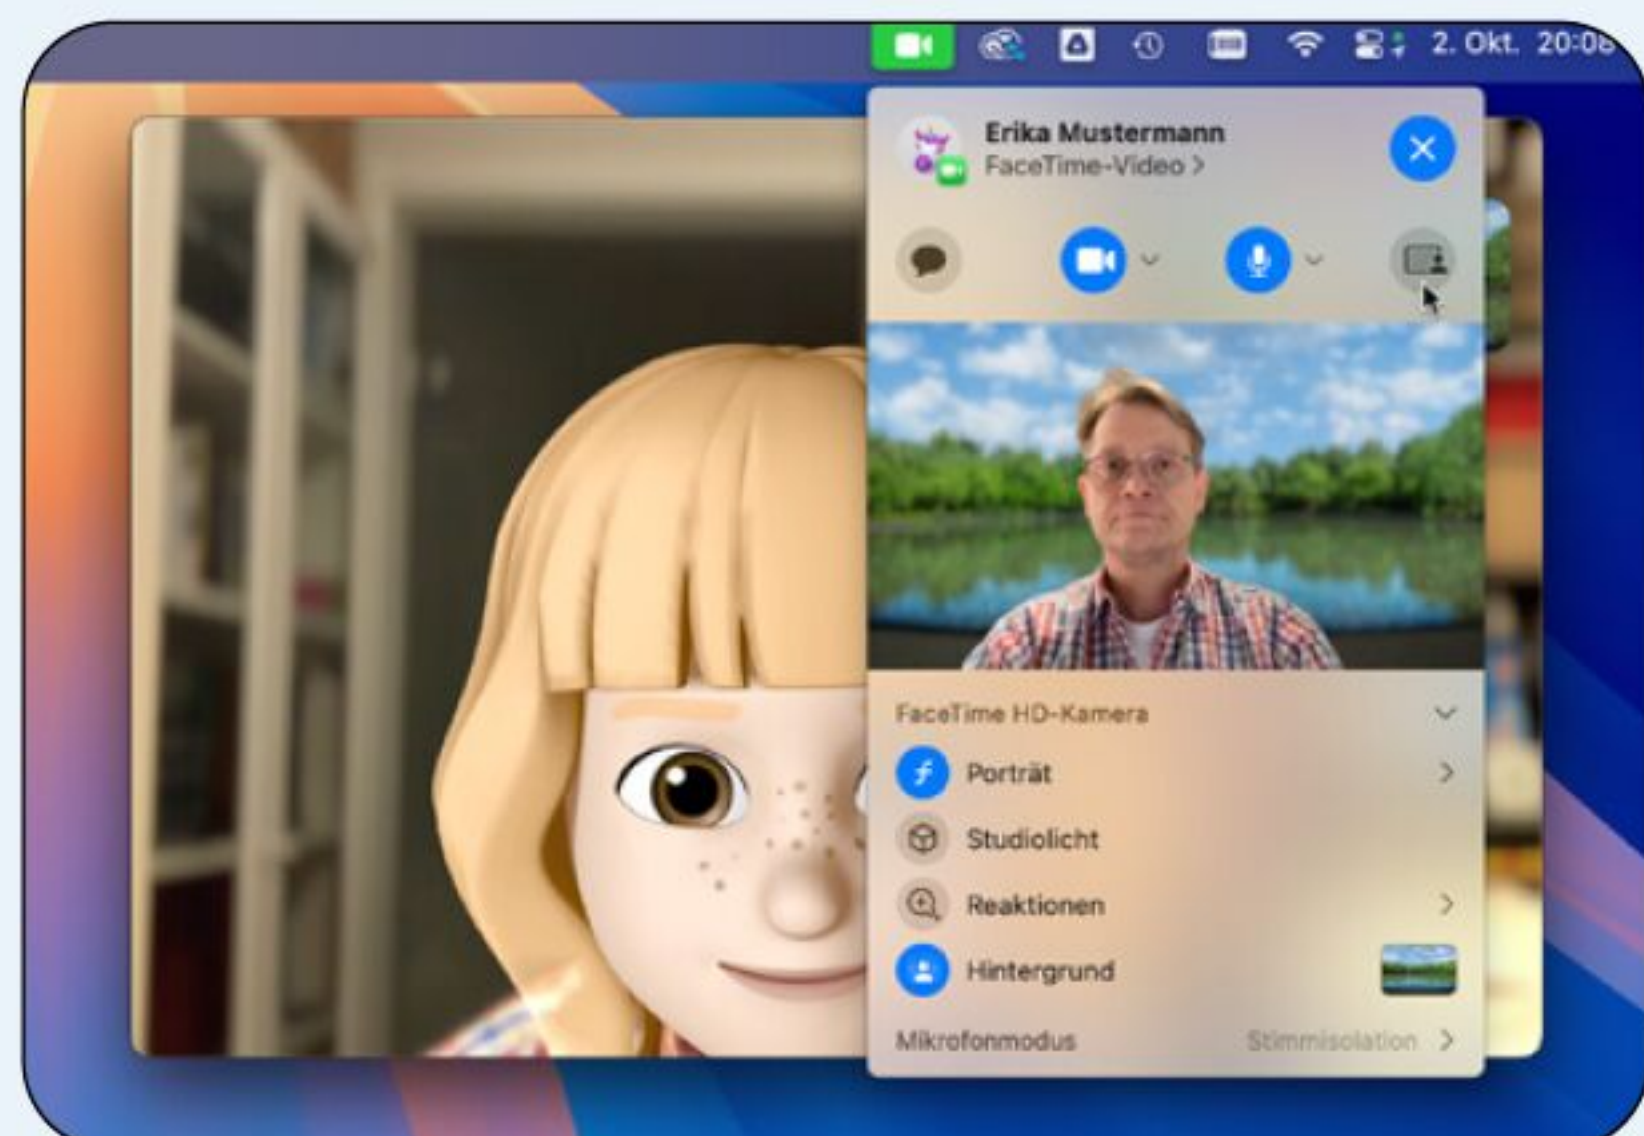 2. Okt. 20:08
Erika Mustermann
FaceTime-Video >
FaceTime HD-Kamera
Porträt
Studiolicht
Reaktionen
Hintergrund
Mikrofonmodus Stimmisolation >